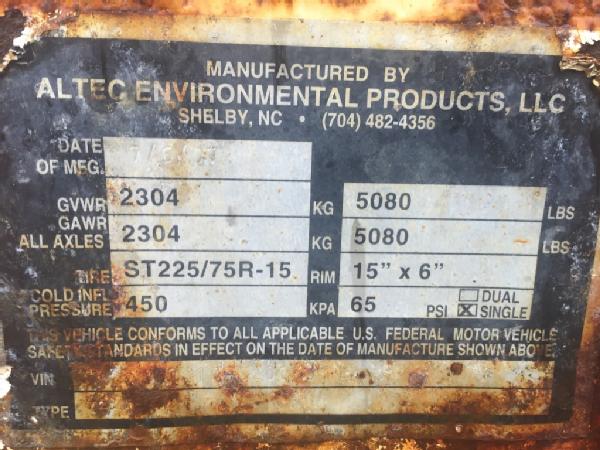 MANUFACTURED BY
ALTEC ENVIRONMENTAL PRODUCTS, LLC
SHELBY, NC • (704) 482-4356
DATE
OF MFG.
GVWR 2304 KG 5080 LBS
GAWR
ALL AXLES 2304 KG 5080 LBS
TIRE ST225/75R-15 RIM 15" x 6"
COLD INFL
PRESSURE 450 KPA 65 PSI DUAL
SINGLE
THIS VEHICLE CONFORMS TO ALL APPLICABLE U.S. FEDERAL MOTOR VEHICLE
SAFETY STANDARDS IN EFFECT ON THE DATE OF MANUFACTURE SHOWN ABOVE.
VIN
TYPE